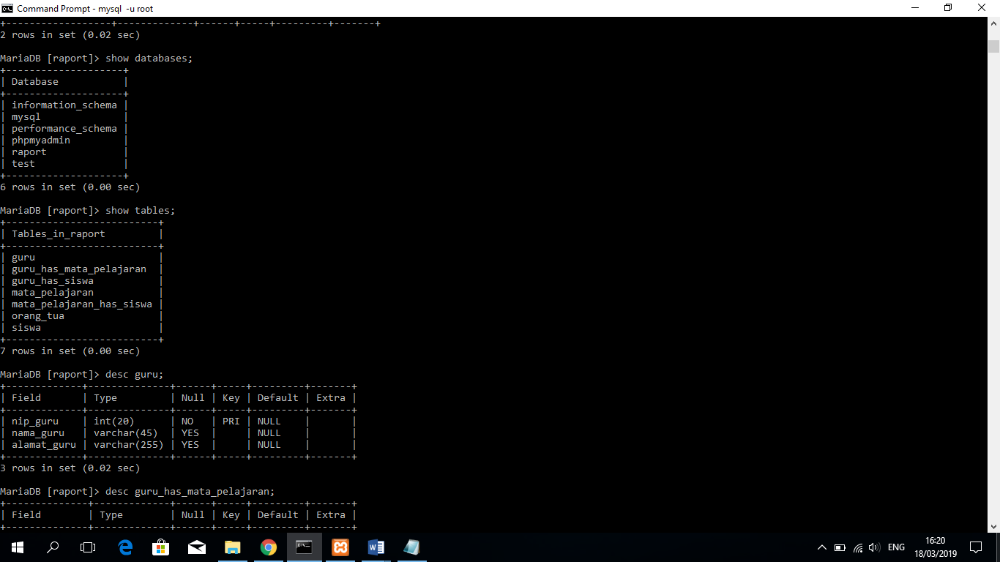 Command Prompt - mysql  -u root
+------------------+-------------+------+-----+---------+-------+
2 rows in set (0.02 sec)
MariaDB [raport]> show databases;
+--------------------+
| Database           |
+--------------------+
| information_schema |
| mysql              |
| performance_schema |
| phpmyadmin         |
| raport             |
| test               |
+--------------------+
6 rows in set (0.00 sec)
MariaDB [raport]> show tables;
+--------------------------+
| Tables_in_raport         |
+--------------------------+
| guru                     |
| guru_has_mata_pelajaran  |
| guru_has_siswa           |
| mata_pelajaran           |
| mata_pelajaran_has_siswa |
| orang_tua                |
| siswa                    |
+--------------------------+
7 rows in set (0.00 sec)
MariaDB [raport]> desc guru;
+-------------+--------------+------+-----+---------+-------+
| Field       | Type         | Null | Key | Default | Extra |
+-------------+--------------+------+-----+---------+-------+
| nip_guru    | int(20)      | NO   | PRI | NULL    |       |
| nama_guru   | varchar(45)  | YES  |     | NULL    |       |
| alamat_guru | varchar(255) | YES  |     | NULL    |       |
+-------------+--------------+------+-----+---------+-------+
3 rows in set (0.02 sec)
MariaDB [raport]> desc guru_has_mata_pelajaran;
+--------------+-------------+------+-----+---------+-------+
| Field        | Type        | Null | Key | Default | Extra |
+--------------+-------------+------+-----+---------+-------+
ENG
16:20
18/03/2019